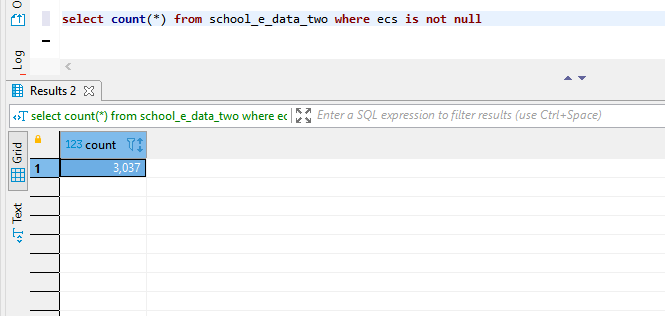 O
select count(*) from school_e_data_two where ecs is not null
Log
Results 2
select count(*) from school_e_data_two where ec
Enter a SQL expression to filter results (use Ctrl+Space)
Grid
Text
123 count
1
3,037